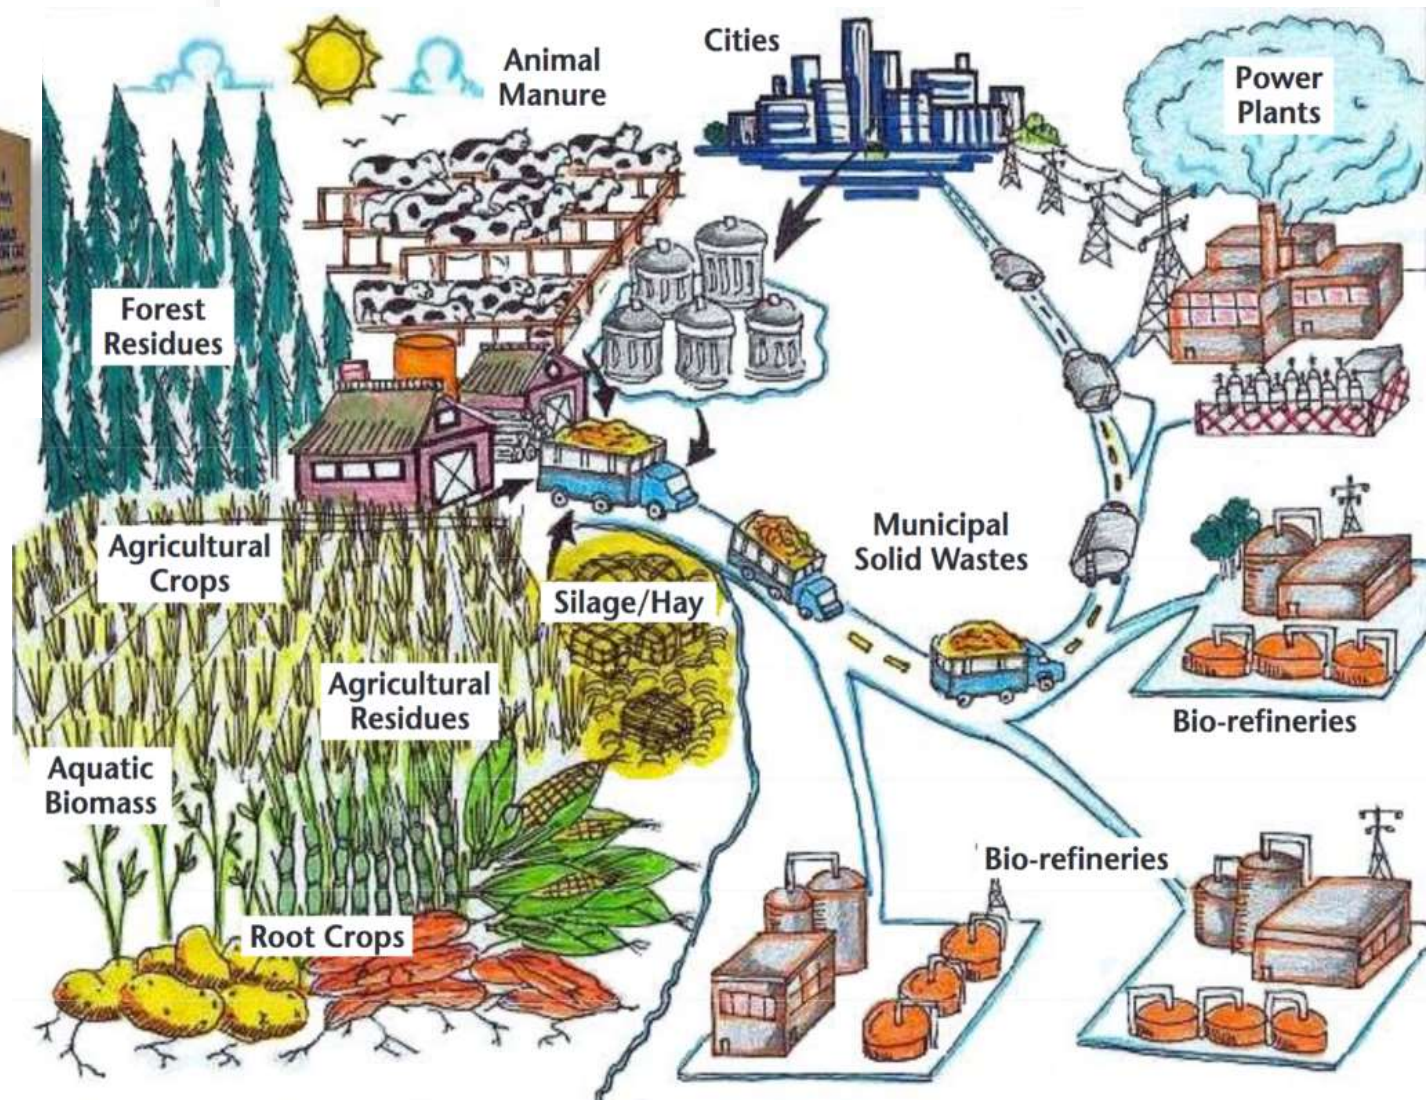 Animal
Manure
Cities
Power
Plants
Forest
Residues
Agricultural
Crops
Municipal
Solid Wastes
Silage/Hay
Agricultural
Residues
Bio-refineries
Aquatic
Biomass
Bio-refineries
Root Crops